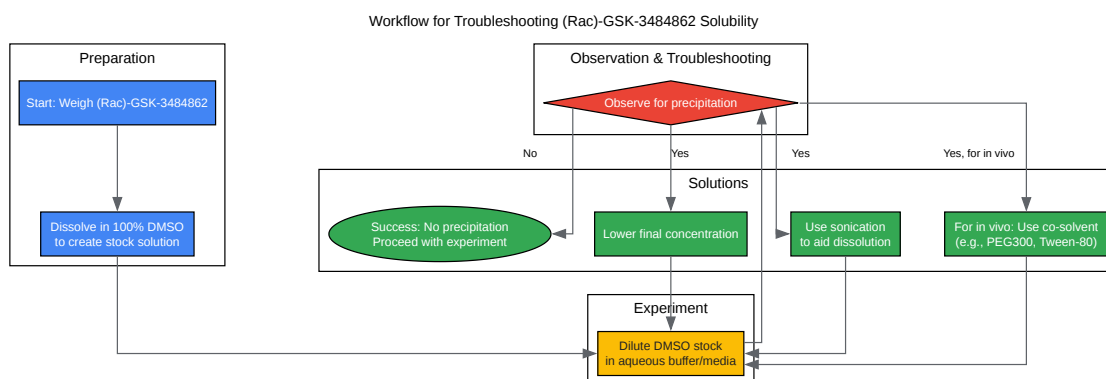 Workflow for Troubleshooting (Rac)-GSK-3484862 Solubility
Preparation
Start: Weigh (Rac)-GSK-3484862
Dissolve in 100% DMSO
to create stock solution
Observation & Troubleshooting
Observe for precipitation
No
Yes
Yes
Yes, for in vivo
Solutions
Success: No precipitation
Proceed with experiment
Lower final concentration
Use sonication
to aid dissolution
For in vivo: Use co-solvent
(e.g., PEG300, Tween-80)
Experiment
Dilute DMSO stock
in aqueous buffer/media